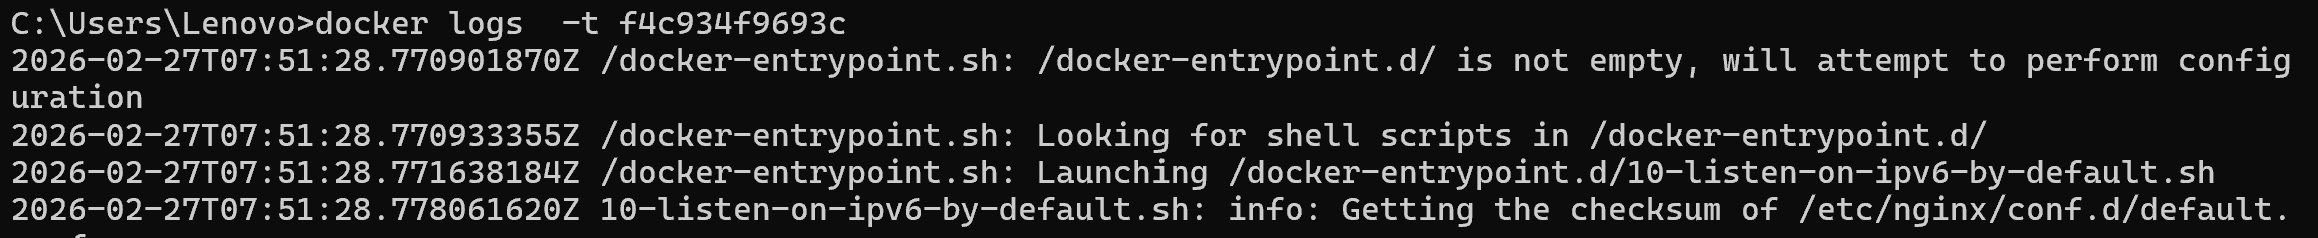 C:\Users\Lenovo>docker logs  -t f4c934f9693c
2026-02-27T07:51:28.770901870Z /docker-entrypoint.sh: /docker-entrypoint.d/ is not empty, will attempt to perform config
uration
2026-02-27T07:51:28.770933355Z /docker-entrypoint.sh: Looking for shell scripts in /docker-entrypoint.d/
2026-02-27T07:51:28.771638184Z /docker-entrypoint.sh: Launching /docker-entrypoint.d/10-listen-on-ipv6-by-default.sh
2026-02-27T07:51:28.778061620Z 10-listen-on-ipv6-by-default.sh: info: Getting the checksum of /etc/nginx/conf.d/default.